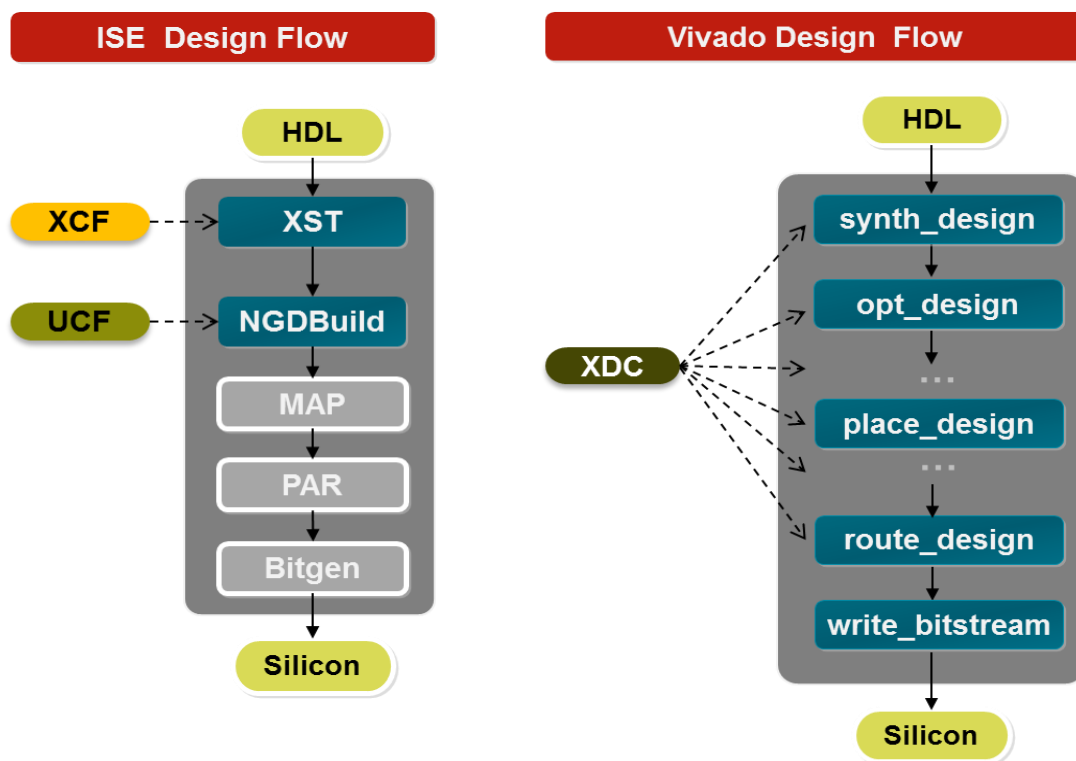 ISE Design Flow
HDL
XCF
XST
UCF
NGDBuild
MAP
PAR
Bitgen
Silicon
Vivado Design Flow
HDL
synth_design
opt_design
XDC
...
place_design
...
route_design
write_bitstream
Silicon